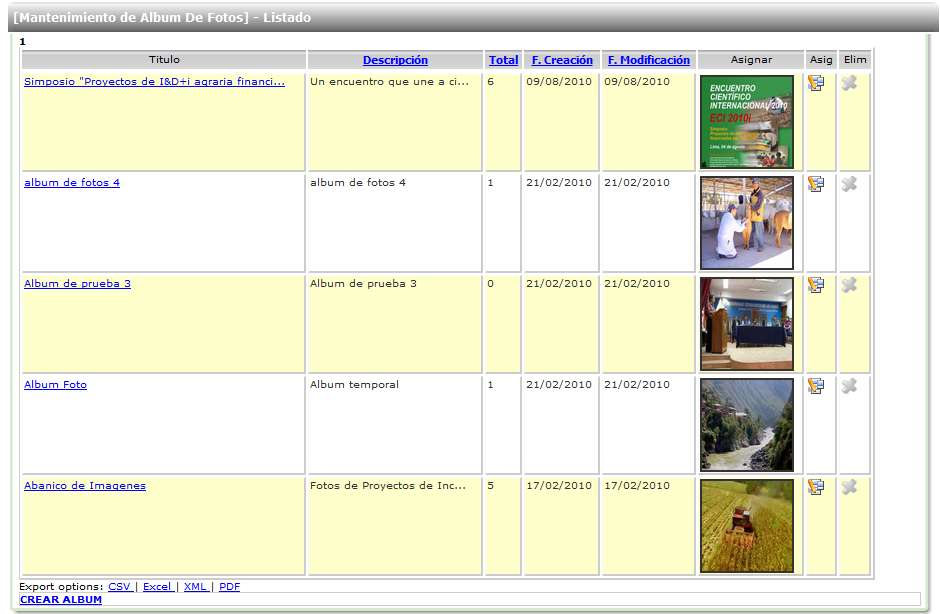 [Mantenimiento de Album De Fotos] - Listado
1
Titulo Descripción Total F. Creación F. Modificación Asignar Asig Elim
Simposio "Proyectos de I&D+i agraria financi... Un encuentro que une a ci... 6 09/08/2010 09/08/2010
ENCUENTRO
CIENTÍFICO
INTERNACIONAL 2010
ECI 2010i
Simposio
Lima, 04 de agosto
album de fotos 4 album de fotos 4 1 21/02/2010 21/02/2010
Album de prueba 3 Album de prueba 3 0 21/02/2010 21/02/2010
Album Foto Album temporal 1 21/02/2010 21/02/2010
Abanico de Imagenes Fotos de Proyectos de Inc... 5 17/02/2010 17/02/2010
Export options: CSV | Excel | XML | PDF
CREAR ALBUM